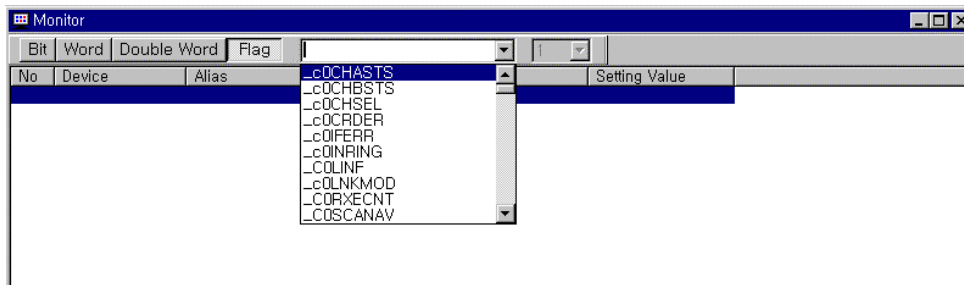 Monitor
Bit Word Double Word Flag 1
No Device Alias Setting Value
_c0CHASTS
_c0CHBSTS
_c0CHSEL
_c0CRDER
_c0IFERR
_c0INRING
_C0LINF
_c0LNKMOD
_C0RXECNT
_C0SCANAV